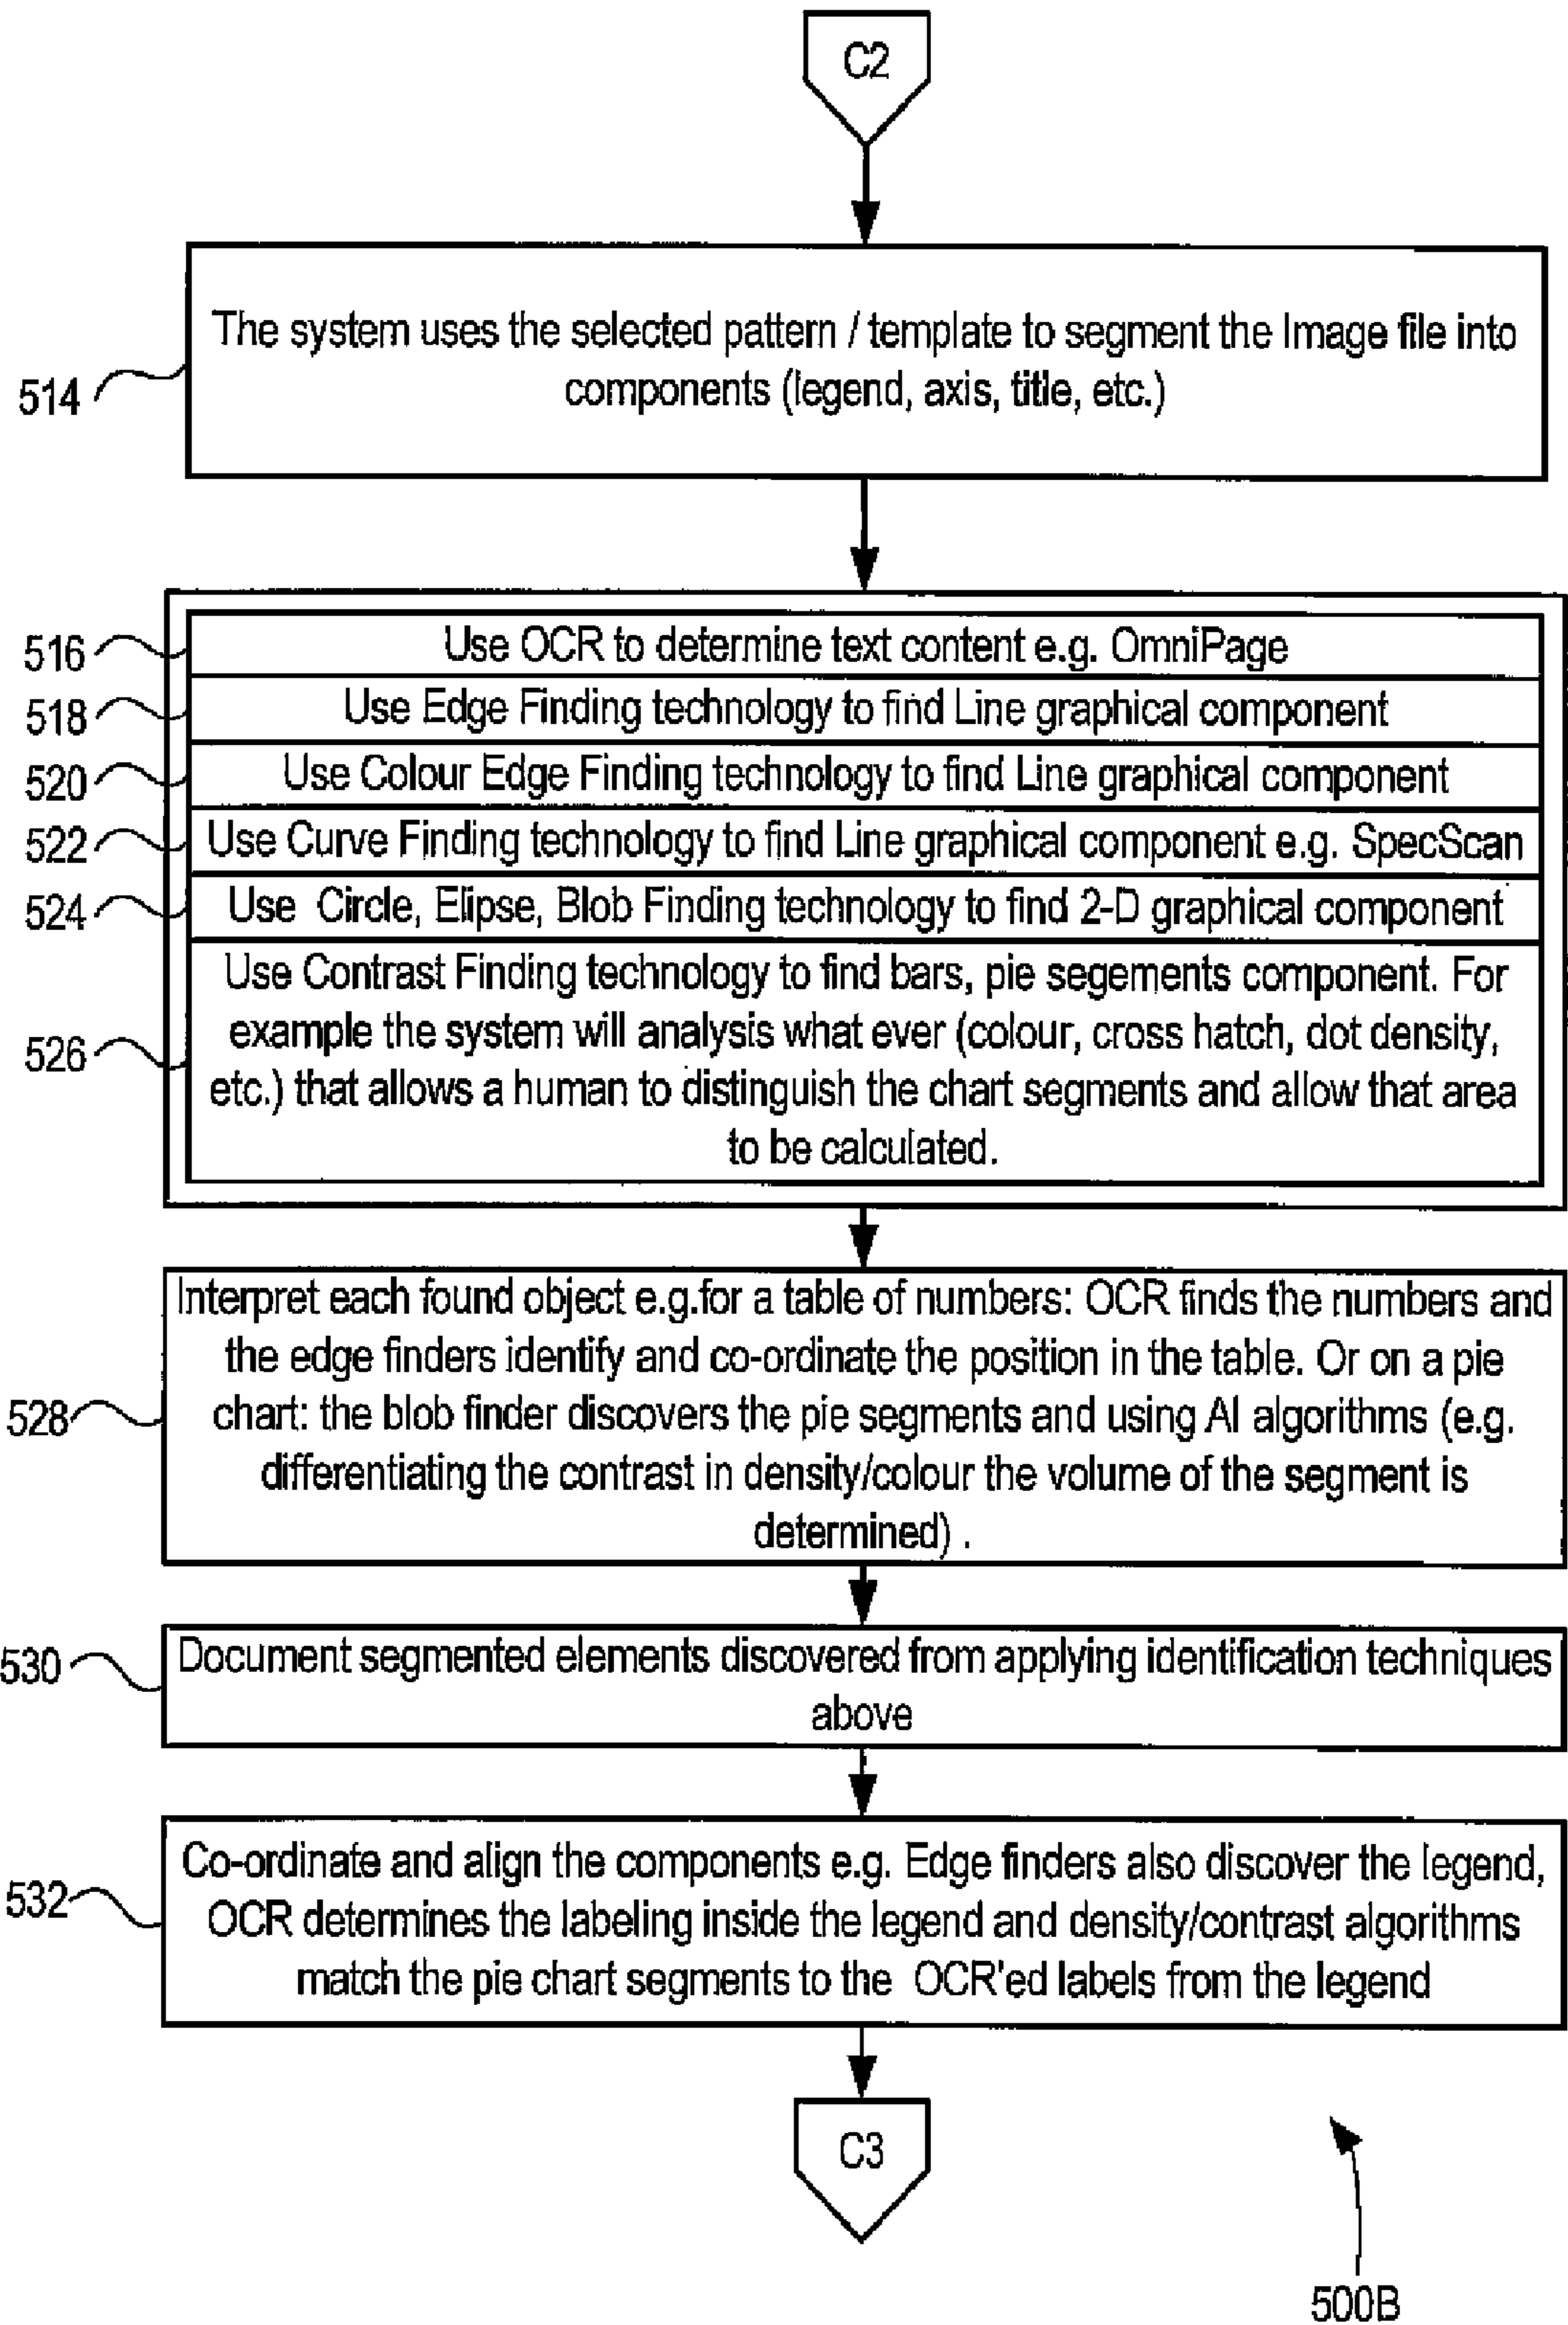 C2
The system uses the selected pattern / template to segment the Image file into
components (legend, axis, title, etc.)
514
516
Use OCR to determine text content e.g. OmniPage
518
Use Edge Finding technology to find Line graphical component
520
Use Colour Edge Finding technology to find Line graphical component
522
Use Curve Finding technology to find Line graphical component e.g. SpecScan
524
Use Circle, Elipse, Blob Finding technology to find 2-D graphical component
526
Use Contrast Finding technology to find bars, pie segements component. For
example the system will analysis what ever (colour, cross hatch, dot density,
etc.) that allows a human to distinguish the chart segments and allow that area
to be calculated.
528
Interpret each found object e.g.for a table of numbers: OCR finds the numbers and
the edge finders identify and co-ordinate the position in the table. Or on a pie
chart: the blob finder discovers the pie segments and using AI algorithms (e.g.
differentiating the contrast in density/colour the volume of the segment is
determined) .
530
Document segmented elements discovered from applying identification techniques
above
532
Co-ordinate and align the components e.g. Edge finders also discover the legend,
OCR determines the labeling inside the legend and density/contrast algorithms
match the pie chart segments to the OCR'ed labels from the legend
C3
500B